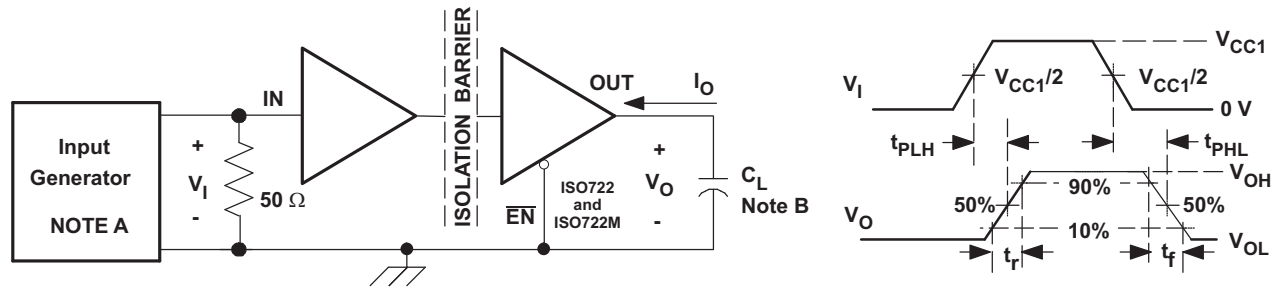 Input
Generator
NOTE A
+
V_I
-
50 Ω
IN
ISOLATION BARRIER
OUT
I_O
EN
ISO722
and
ISO722M
+
V_O
-
C_L
Note B
V_I
V_CC1/2
V_CC1/2
V_CC1
0 V
t_PLH
t_PHL
V_O
50%
90%
10%
50%
V_OH
V_OL
t_r
t_f